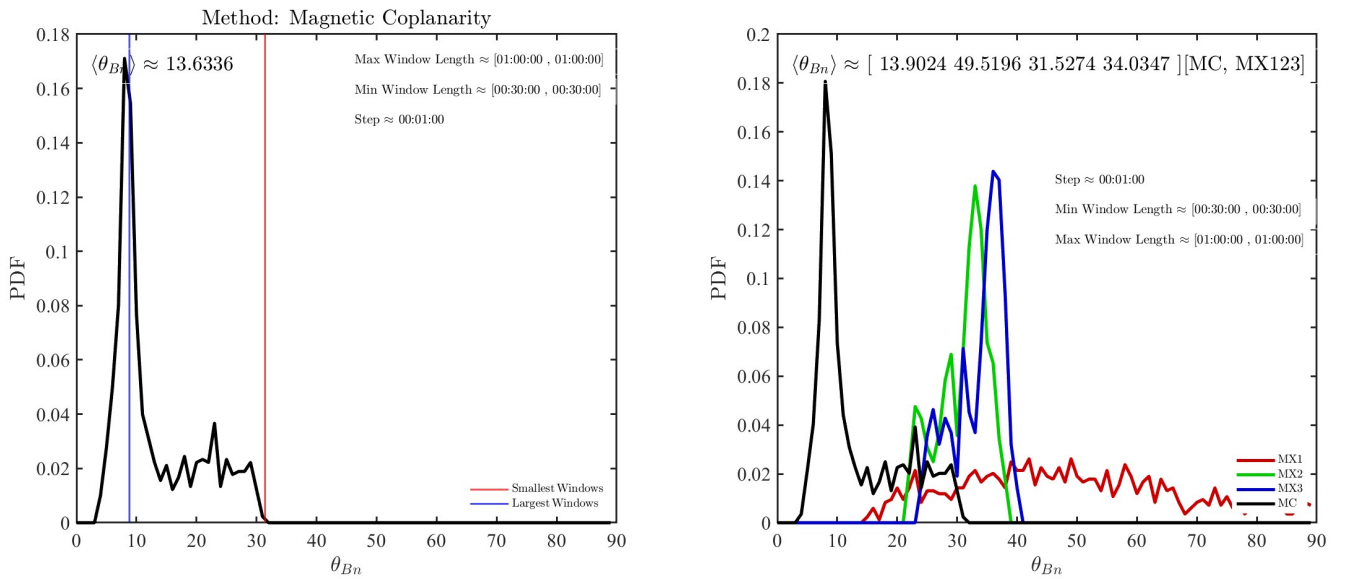 Method: Magnetic Coplanarity
⟨θ_Bn⟩ ≈ 13.6336
Max Window Length ≈ [01:00:00 , 01:00:00]
Min Window Length ≈ [00:30:00 , 00:30:00]
Step ≈ 00:01:00
0.18
0.16
0.14
0.12
0.1
0.08
0.06
0.04
0.02
0
PDF
Smallest Windows
Largest Windows
0 10 20 30 40 50 60 70 80 90
θ_Bn
⟨θ_Bn⟩ ≈ [ 13.9024 49.5196 31.5274 34.0347 ][MC, MX123]
Step ≈ 00:01:00
Min Window Length ≈ [00:30:00 , 00:30:00]
Max Window Length ≈ [01:00:00 , 01:00:00]
0.2
0.18
0.16
0.14
0.12
0.1
0.08
0.06
0.04
0.02
0
PDF
MX1
MX2
MX3
MC
0 10 20 30 40 50 60 70 80 90
θ_Bn